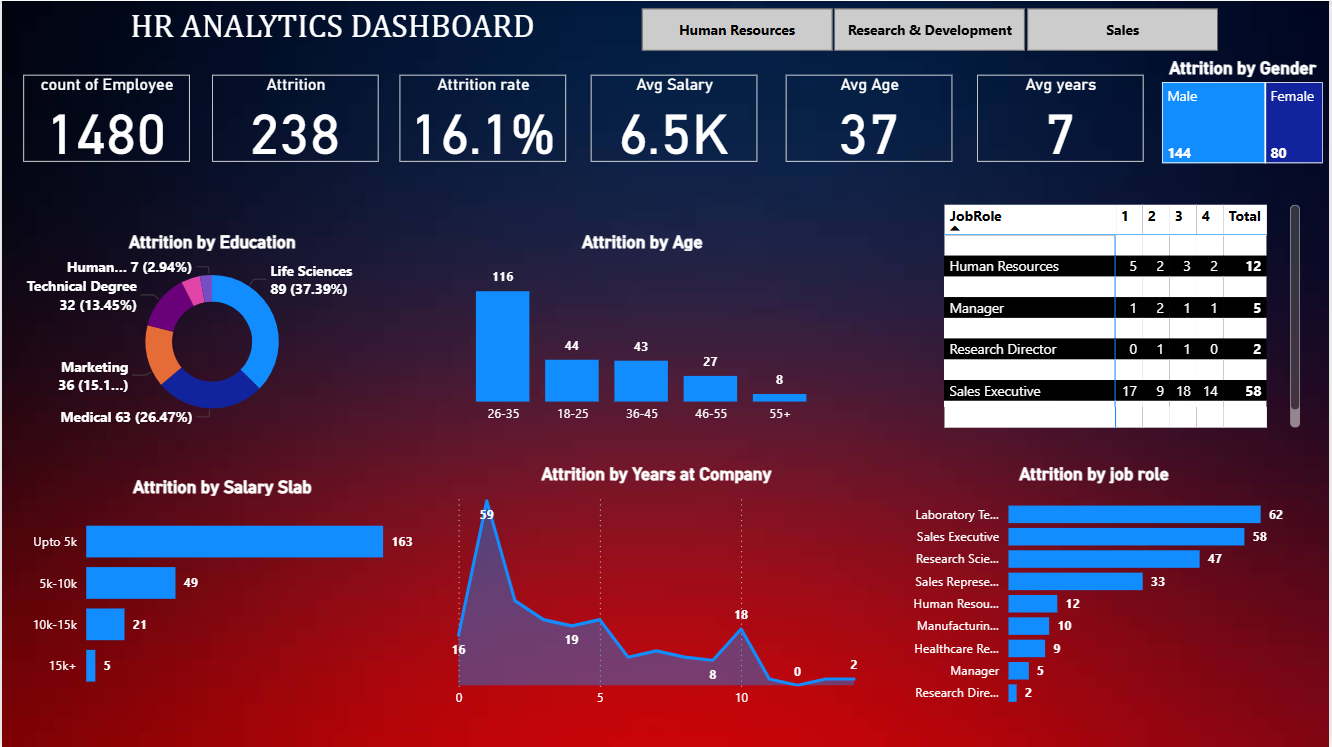 HR ANALYTICS DASHBOARD
Human Resources
Research & Development
Sales
count of Employee
1480
Attrition
238
Attrition rate
16.1%
Avg Salary
6.5K
Avg Age
37
Avg years
7
Attrition by Gender
Male
144
Female
80
Attrition by Education
Human... 7 (2.94%)
Technical Degree
32 (13.45%)
Marketing
36 (15.1...)
Medical 63 (26.47%)
Life Sciences
89 (37.39%)
Attrition by Age
116
44
43
27
8
26-35
18-25
36-45
46-55
55+
JobRole 1 2 3 4 Total
Human Resources 5 2 3 2 12
Manager 1 2 1 1 5
Research Director 0 1 1 0 2
Sales Executive 17 9 18 14 58
Attrition by Salary Slab
Upto 5k 163
5k-10k 49
10k-15k 21
15k+ 5
Attrition by Years at Company
59
16
19
8
18
0
2
0
5
10
Attrition by job role
Laboratory Te... 62
Sales Executive 58
Research Scie... 47
Sales Represe... 33
Human Resou... 12
Manufacturin... 10
Healthcare Re... 9
Manager 5
Research Dire... 2